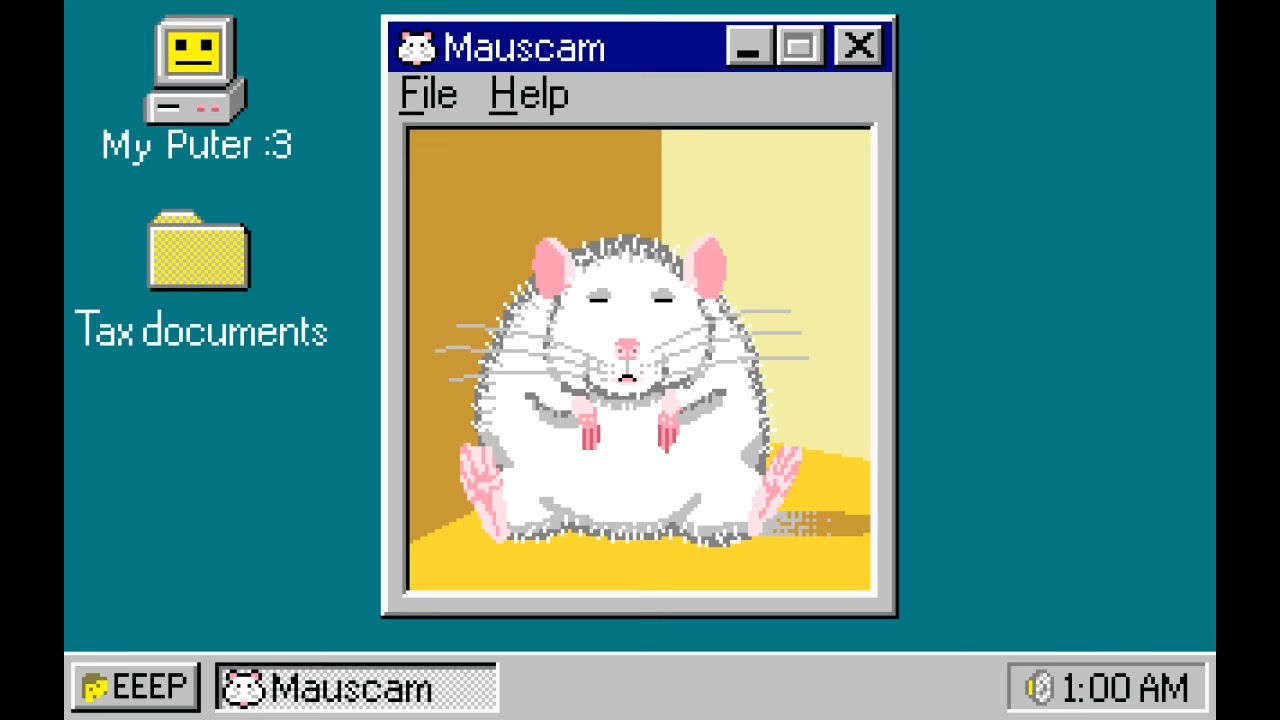 My Puter :3
Tax documents
Mauscam
File Help
EEEP
Mauscam
1:00 AM